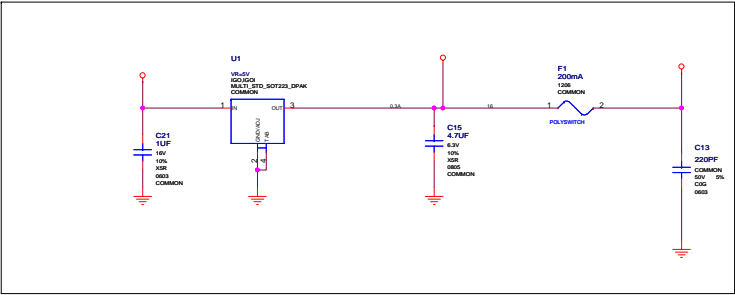 U1
VR=5V
IGO,IGOI
MULTI_STD_SOT223_DPAK
COMMON
1
IN
OUT
3
GND/ADJ
TAB
2
4
0.3A
16
C21
1UF
16V
10%
X5R
0603
COMMON
C15
4.7UF
6.3V
10%
X5R
0805
COMMON
F1
200mA
1206
COMMON
1
2
POLYSWITCH
C13
220PF
COMMON
50V 5%
C0G
0603